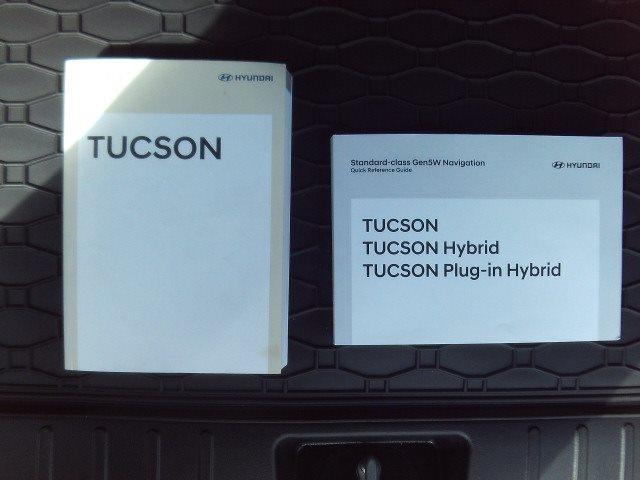 HYUNDAI
TUCSON
Standard-class Gen5W Navigation
Quick Reference Guide
HYUNDAI
TUCSON
TUCSON Hybrid
TUCSON Plug-in Hybrid